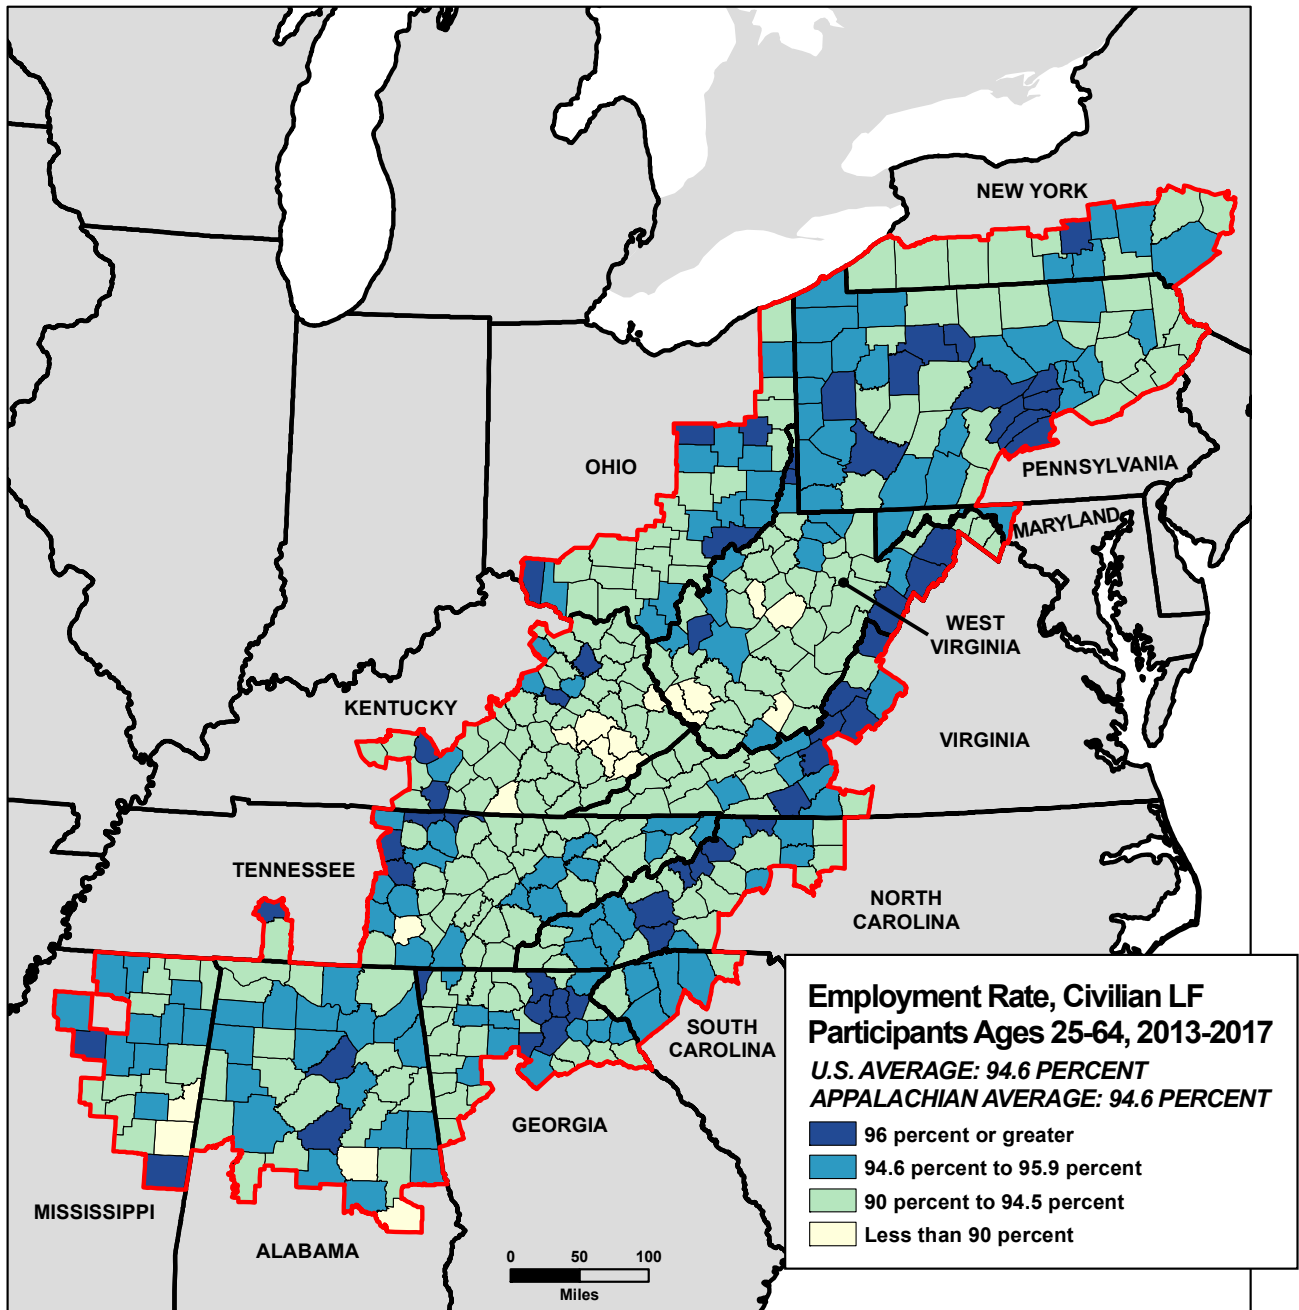 NEW YORK
OHIO
PENNSYLVANIA
MARYLAND
WEST
VIRGINIA
KENTUCKY
VIRGINIA
TENNESSEE
NORTH
CAROLINA
SOUTH
CAROLINA
GEORGIA
MISSISSIPPI
ALABAMA
0 50 100
Miles
Employment Rate, Civilian LF
Participants Ages 25-64, 2013-2017
U.S. AVERAGE: 94.6 PERCENT
APPALACHIAN AVERAGE: 94.6 PERCENT
96 percent or greater
94.6 percent to 95.9 percent
90 percent to 94.5 percent
Less than 90 percent